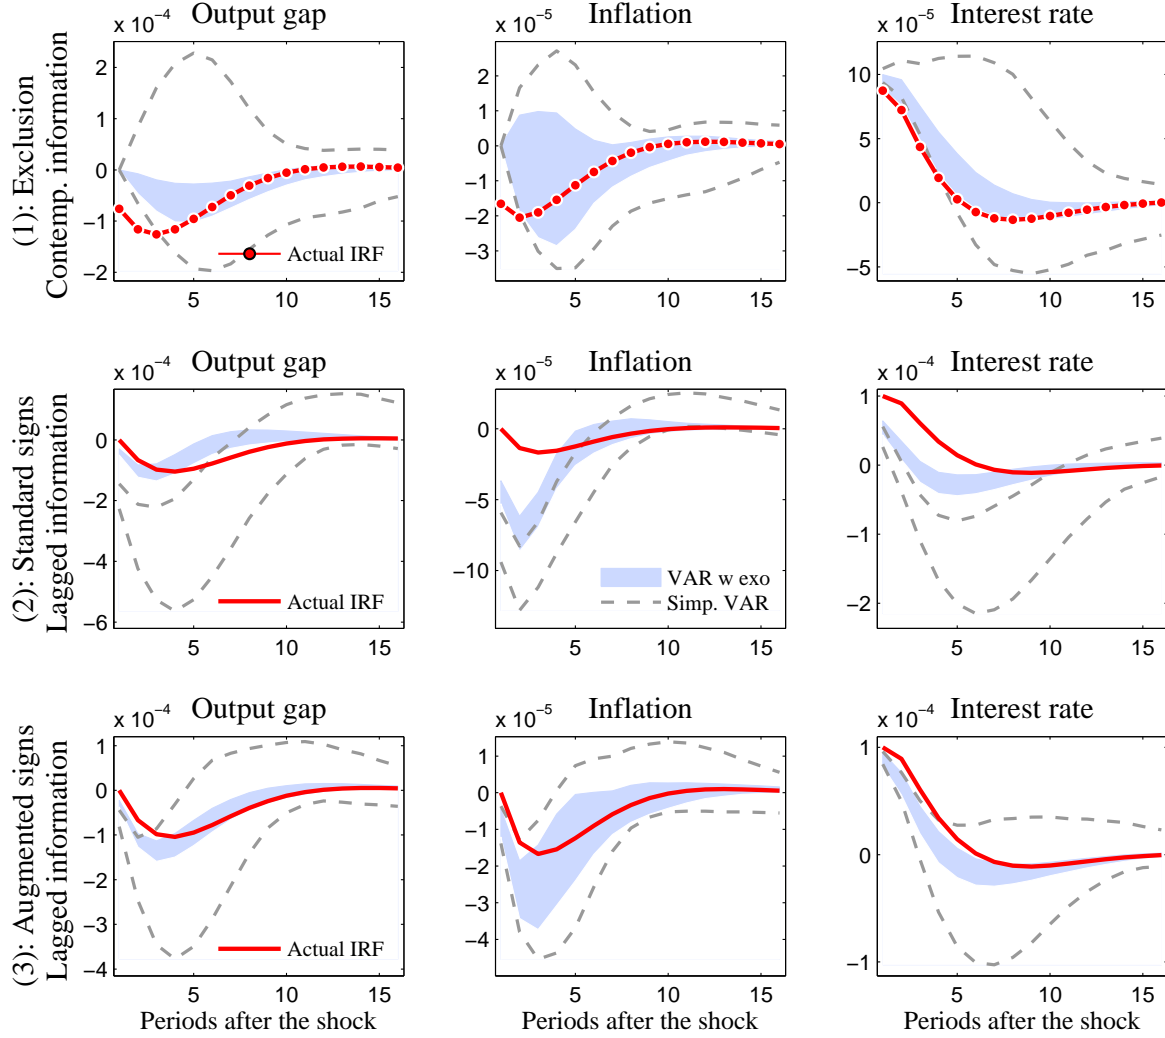 Output gap
Inflation
Interest rate
x 10⁻⁴
x 10⁻⁵
x 10⁻⁵
(1): Exclusion
Contemp. information
2
1
0
−1
−2
5
10
15
Actual IRF
3
2
1
0
−1
−2
−3
5
10
15
10
5
0
−5
5
10
15
Output gap
Inflation
Interest rate
x 10⁻⁴
x 10⁻⁵
x 10⁻⁴
(2): Standard signs
Lagged information
0
−2
−4
−6
5
10
15
Actual IRF
0
−5
−10
5
10
15
VAR w exo
Simp. VAR
1
0
−1
−2
5
10
15
Output gap
Inflation
Interest rate
x 10⁻⁴
x 10⁻⁵
x 10⁻⁴
(3): Augmented signs
Lagged information
1
0
−1
−2
−3
−4
5
10
15
Actual IRF
Periods after the shock
1
0
−1
−2
−3
−4
5
10
15
Periods after the shock
1
0
−1
5
10
15
Periods after the shock